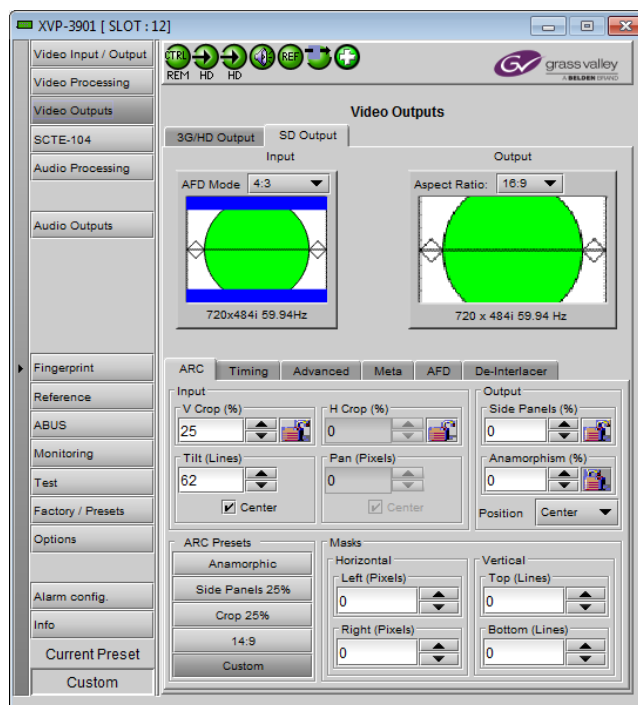 XVP-3901 [ SLOT : 12]
Video Input / Output
Video Processing
Video Outputs
SCTE-104
Audio Processing
Audio Outputs
Fingerprint
Reference
ABUS
Monitoring
Test
Factory / Presets
Options
Alarm config.
Info
Current Preset
Custom
CTRL
REF
REM HD HD
GV grass valley
A BELDEN BRAND
Video Outputs
3G/HD Output SD Output
Input
AFD Mode 4:3
720x484i 59.94Hz
Output
Aspect Ratio: 16:9
720 x 484i 59.94 Hz
ARC Timing Advanced Meta AFD De-Interlacer
Input
V Crop (%)
25
H Crop (%)
0
Tilt (Lines)
62
Center
Pan (Pixels)
0
Center
Output
Side Panels (%)
0
Anamorphism (%)
0
Position Center
ARC Presets
Anamorphic
Side Panels 25%
Crop 25%
14:9
Custom
Masks
Horizontal
Left (Pixels)
0
Right (Pixels)
0
Vertical
Top (Lines)
0
Bottom (Lines)
0